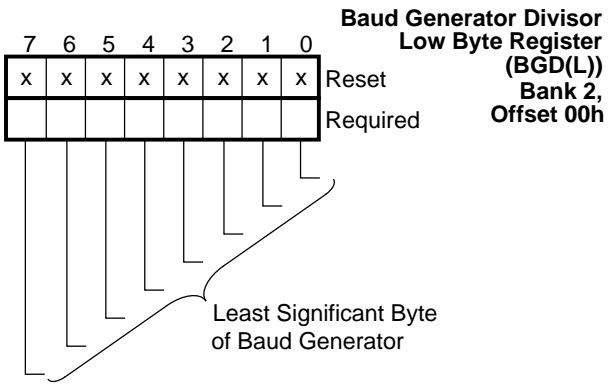 Baud Generator Divisor
Low Byte Register
(BGD(L))
Bank 2,
Offset 00h
7 6 5 4 3 2 1 0
x x x x x x x x Reset
Required
Least Significant Byte
of Baud Generator